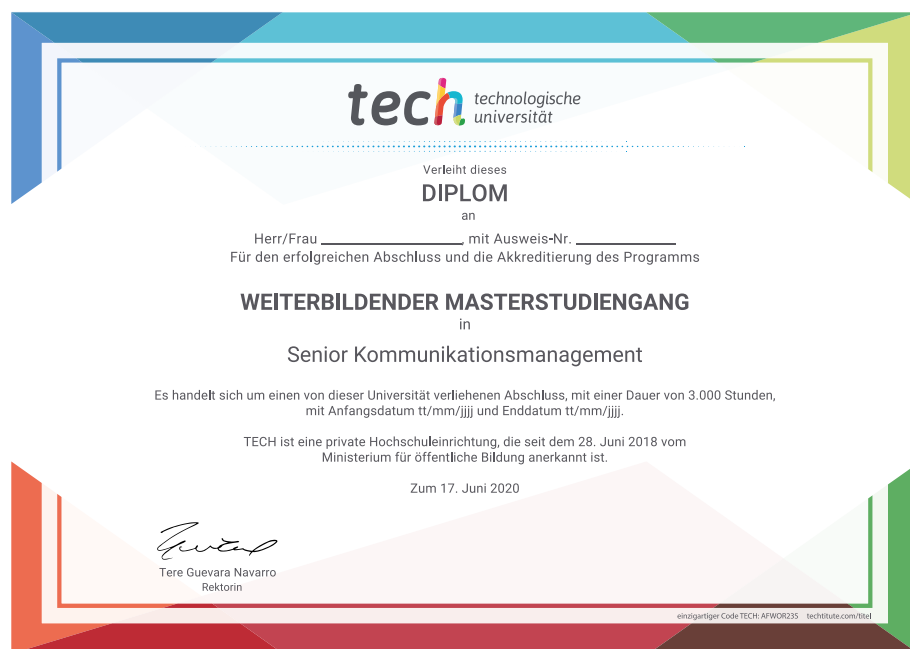 tech technologische
universität
Verleiht dieses
DIPLOM
an
Herr/Frau ____________________, mit Ausweis-Nr. __________________
Für den erfolgreichen Abschluss und die Akkreditierung des Programms
WEITERBILDENDER MASTERSTUDIENGANG
in
Senior Kommunikationsmanagement
Es handelt sich um einen von dieser Universität verliehenen Abschluss, mit einer Dauer von 3.000 Stunden,
mit Anfangsdatum tt/mm/jjjj und Enddatum tt/mm/jjjj.
TECH ist eine private Hochschuleinrichtung, die seit dem 28. Juni 2018 vom
Ministerium für öffentliche Bildung anerkannt ist.
Zum 17. Juni 2020
Tere Guevara Navarro
Rektorin
einzigartiger Code TECH: AFWOR23S techtitute.com/titel